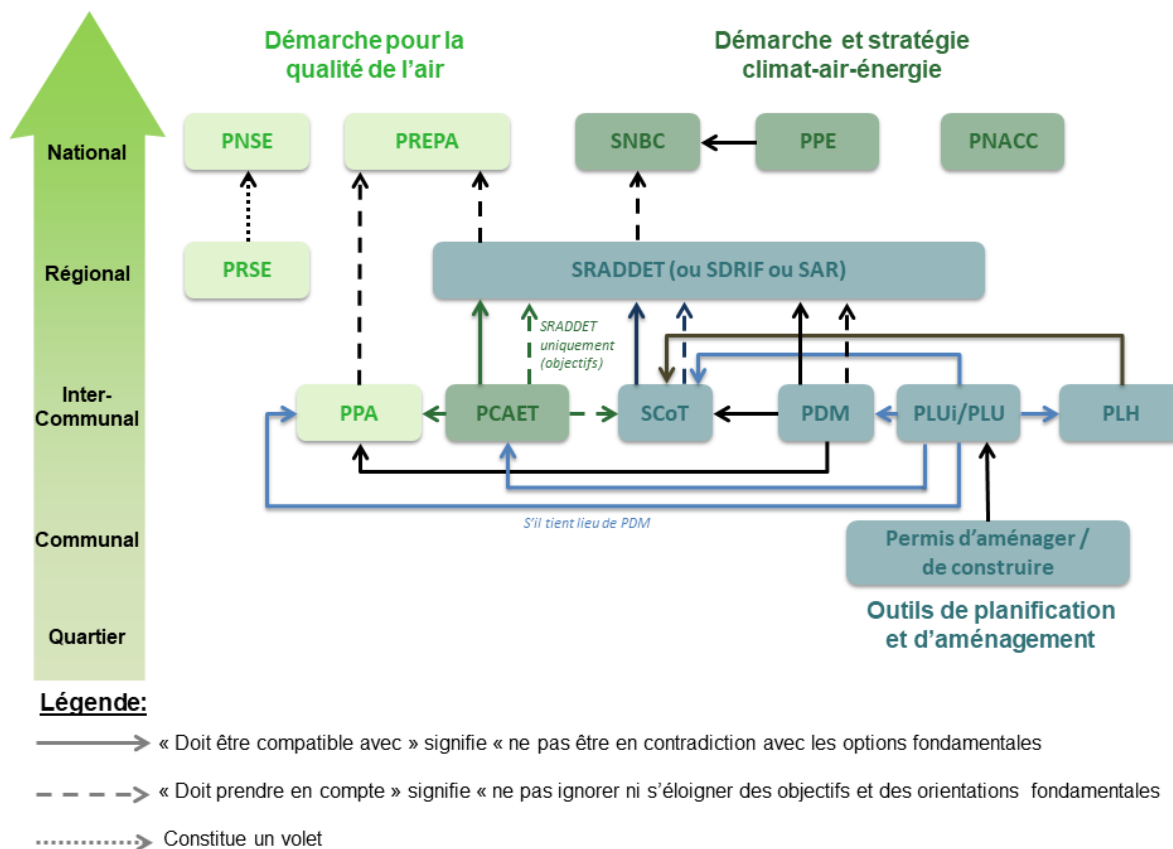 Démarche pour la
qualité de l'air
Démarche et stratégie
climat-air-énergie
National
PNSE
PREPA
SNBC
PPE
PNACC
Régional
PRSE
SRADDET (ou SDRIF ou SAR)
SRADDET
uniquement
(objectifs)
Inter-
Communal
PPA
PCAET
SCoT
PDM
PLUi/PLU
PLH
S'il tient lieu de PDM
Communal
Permis d'aménager /
de construire
Quartier
Outils de planification
et d'aménagement
Légende:
« Doit être compatible avec » signifie « ne pas être en contradiction avec les options fondamentales
« Doit prendre en compte » signifie « ne pas ignorer ni s'éloigner des objectifs et des orientations fondamentales
Constitue un volet